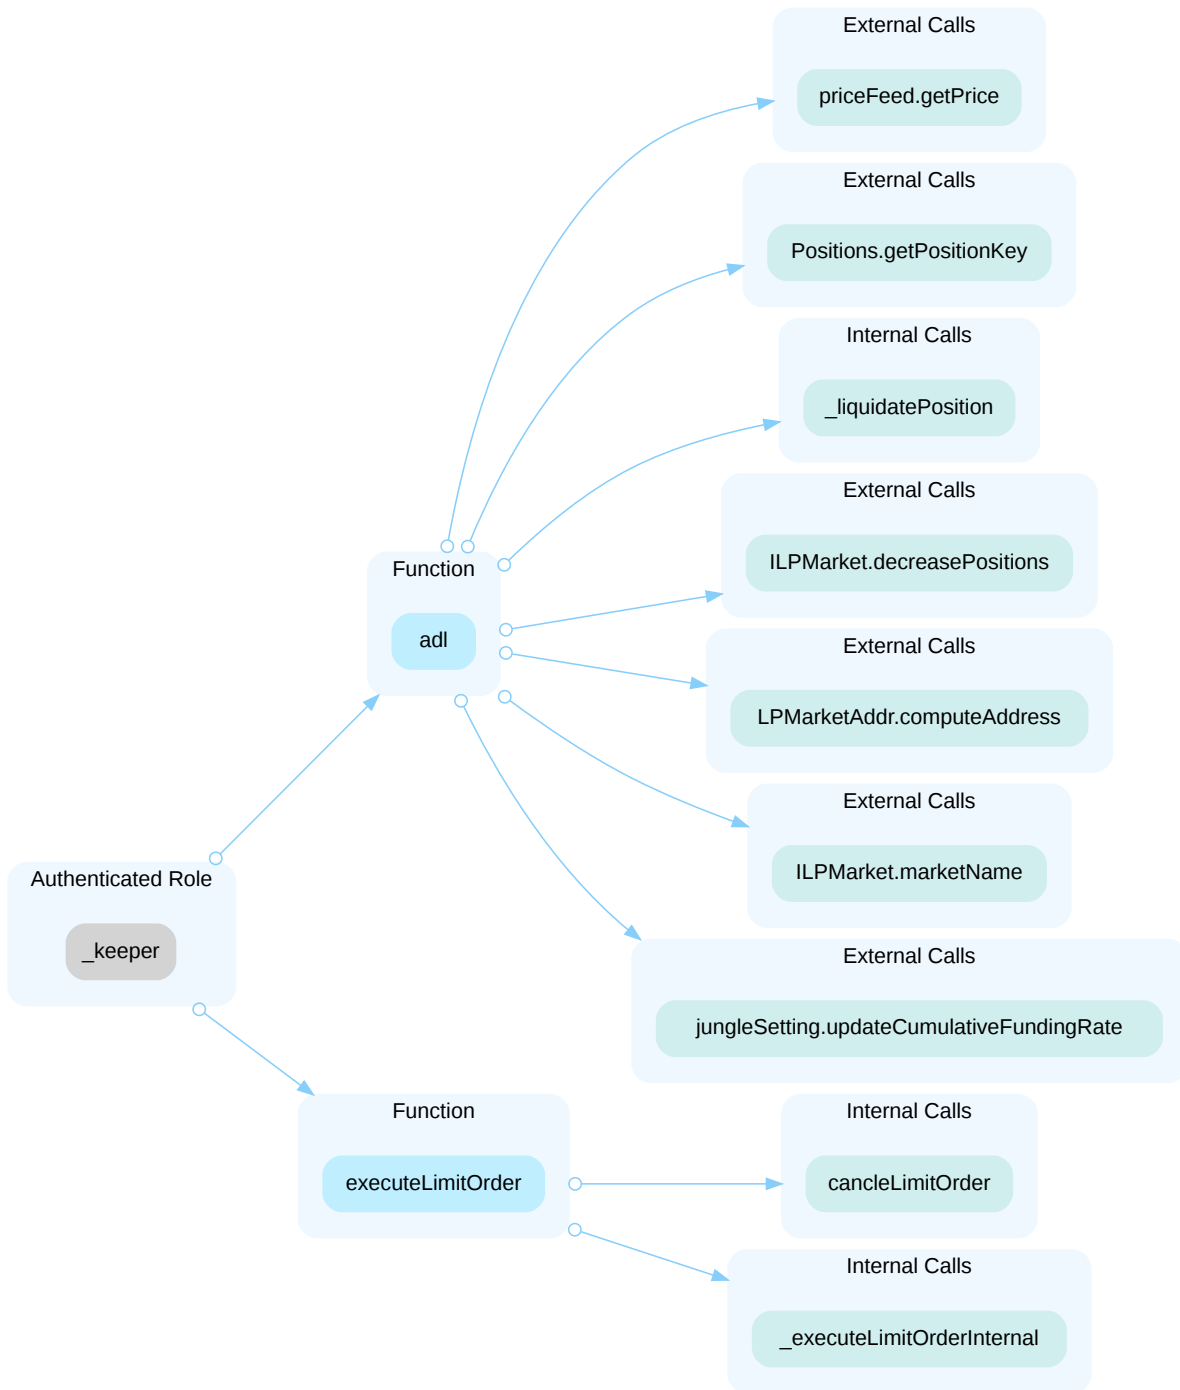 External Calls
priceFeed.getPrice
External Calls
Positions.getPositionKey
Internal Calls
_liquidatePosition
External Calls
ILPMarket.decreasePositions
Function
adl
External Calls
LPMarketAddr.computeAddress
External Calls
ILPMarket.marketName
Authenticated Role
_keeper
External Calls
jungleSetting.updateCumulativeFundingRate
Function
executeLimitOrder
Internal Calls
cancleLimitOrder
Internal Calls
_executeLimitOrderInternal